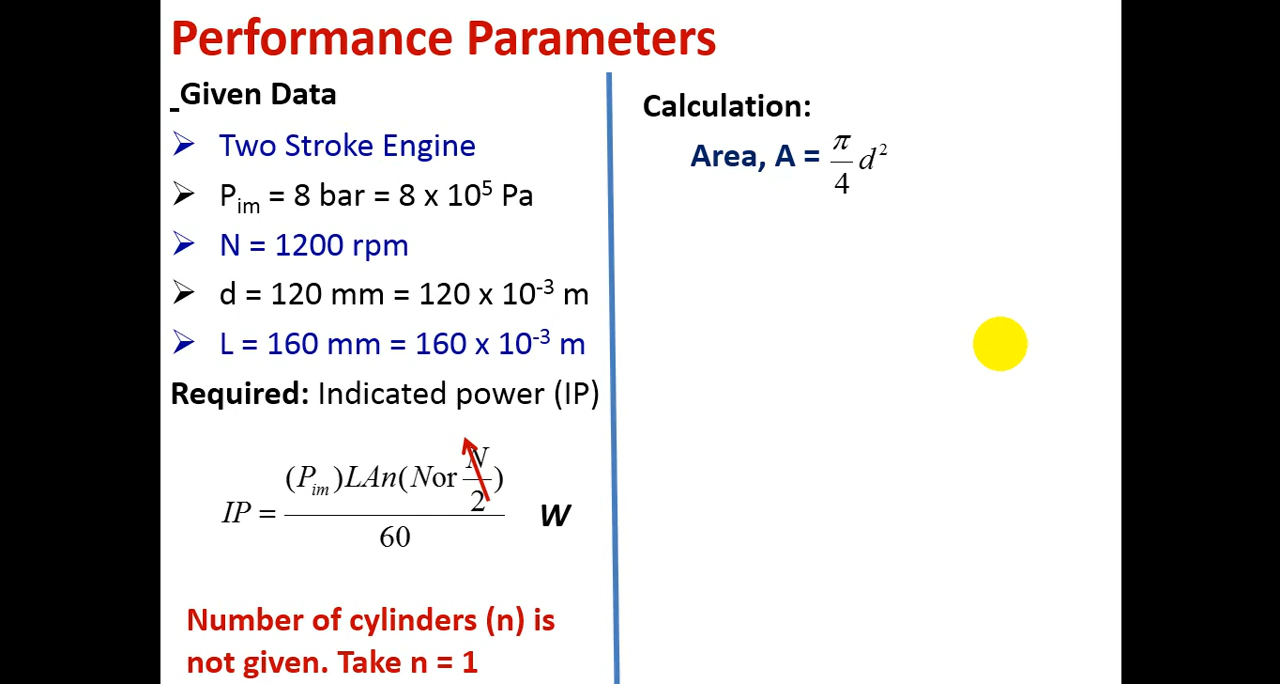 Performance Parameters
Given Data
➢ Two Stroke Engine
➢ P_im = 8 bar = 8 x 10⁵ Pa
➢ N = 1200 rpm
➢ d = 120 mm = 120 x 10⁻³ m
➢ L = 160 mm = 160 x 10⁻³ m
Required: Indicated power (IP)
IP = (P_im)LAn(N or N/2) / 60 W
Number of cylinders (n) is
not given. Take n = 1
Calculation:
Area, A = π/4 d²